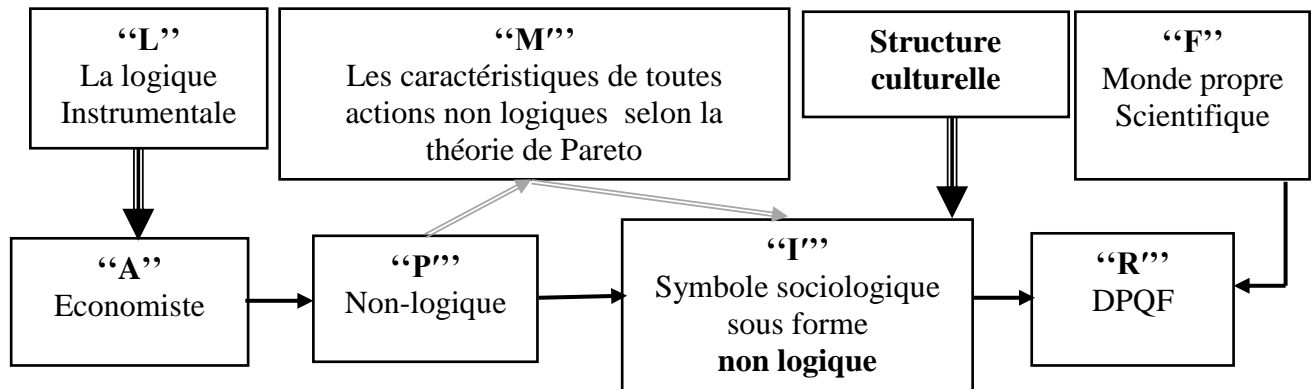 ‘‘L’’
La logique
Instrumentale
‘‘M′’’
Les caractéristiques de toutes
actions non logiques selon la
théorie de Pareto
Structure
culturelle
‘‘F’’
Monde propre
Scientifique
‘‘A’’
Economiste
‘‘P′’’
Non-logique
‘‘I′’’
Symbole sociologique
sous forme
non logique
‘‘R′’’
DPQF